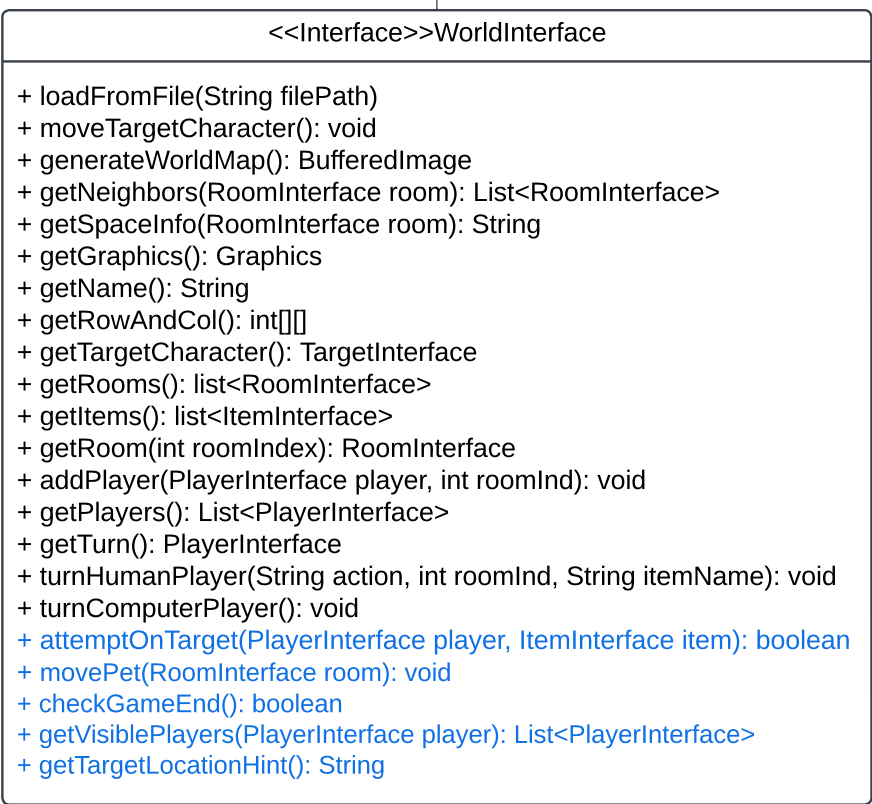 <<Interface>>WorldInterface
+ loadFromFile(String filePath)
+ moveTargetCharacter(): void
+ generateWorldMap(): BufferedImage
+ getNeighbors(RoomInterface room): List<RoomInterface>
+ getSpaceInfo(RoomInterface room): String
+ getGraphics(): Graphics
+ getName(): String
+ getRowAndCol(): int[][]
+ getTargetCharacter(): TargetInterface
+ getRooms(): list<RoomInterface>
+ getItems(): list<ItemInterface>
+ getRoom(int roomIndex): RoomInterface
+ addPlayer(PlayerInterface player, int roomInd): void
+ getPlayers(): List<PlayerInterface>
+ getTurn(): PlayerInterface
+ turnHumanPlayer(String action, int roomInd, String itemName): void
+ turnComputerPlayer(): void
+ attemptOnTarget(PlayerInterface player, ItemInterface item): boolean
+ movePet(RoomInterface room): void
+ checkGameEnd(): boolean
+ getVisiblePlayers(PlayerInterface player): List<PlayerInterface>
+ getTargetLocationHint(): String